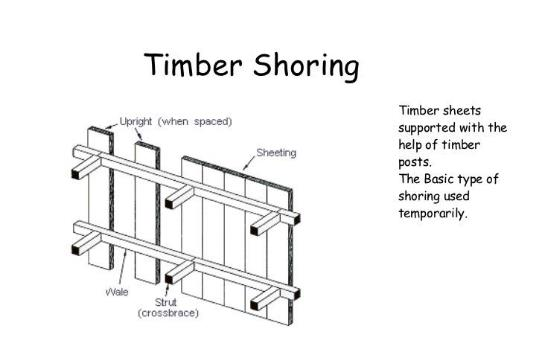 Timber Shoring
Upright (when spaced)
Sheeting
Wale
Strut
(crossbrace)
Timber sheets
supported with the
help of timber
posts.
The Basic type of
shoring used
temporarily.